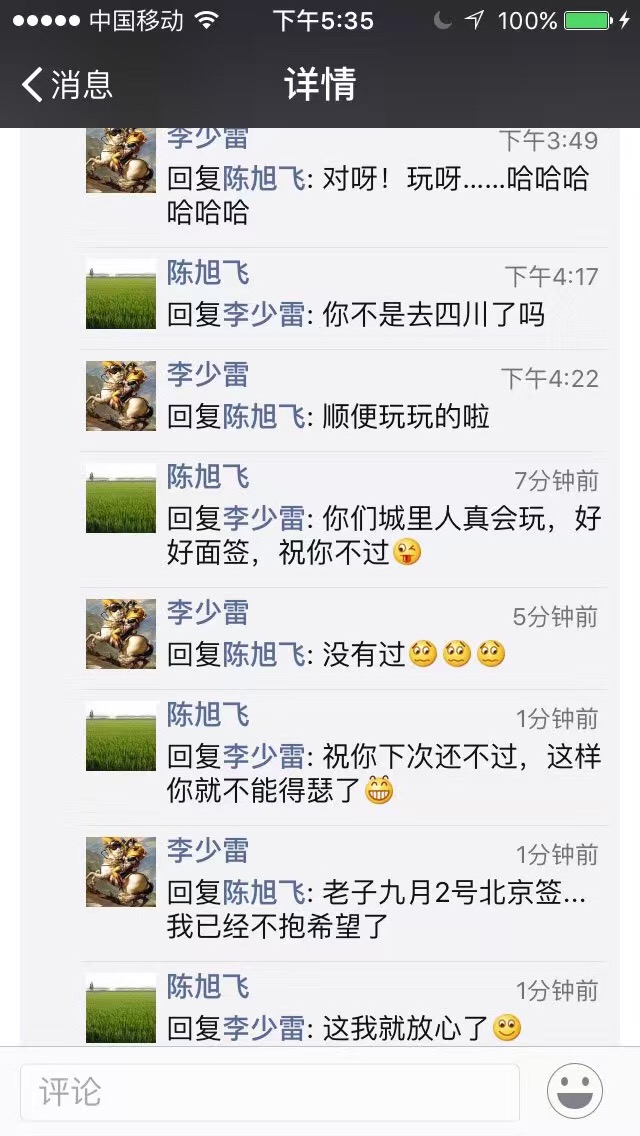 中国移动 下午5:35 100%
消息 详情
李少雷 下午3:49
回复陈旭飞: 对呀！玩呀……哈哈哈
哈哈哈
陈旭飞 下午4:17
回复李少雷: 你不是去四川了吗
李少雷 下午4:22
回复陈旭飞: 顺便玩玩的啦
陈旭飞 7分钟前
回复李少雷: 你们城里人真会玩，好
好面签，祝你不过😜
李少雷 5分钟前
回复陈旭飞: 没有过😖😖😖
陈旭飞 1分钟前
回复李少雷: 祝你下次还不过，这样
你就不能得瑟了😁
李少雷 1分钟前
回复陈旭飞: 老子九月2号北京签...
我已经不抱希望了
陈旭飞 1分钟前
回复李少雷: 这我就放心了🙂
评论